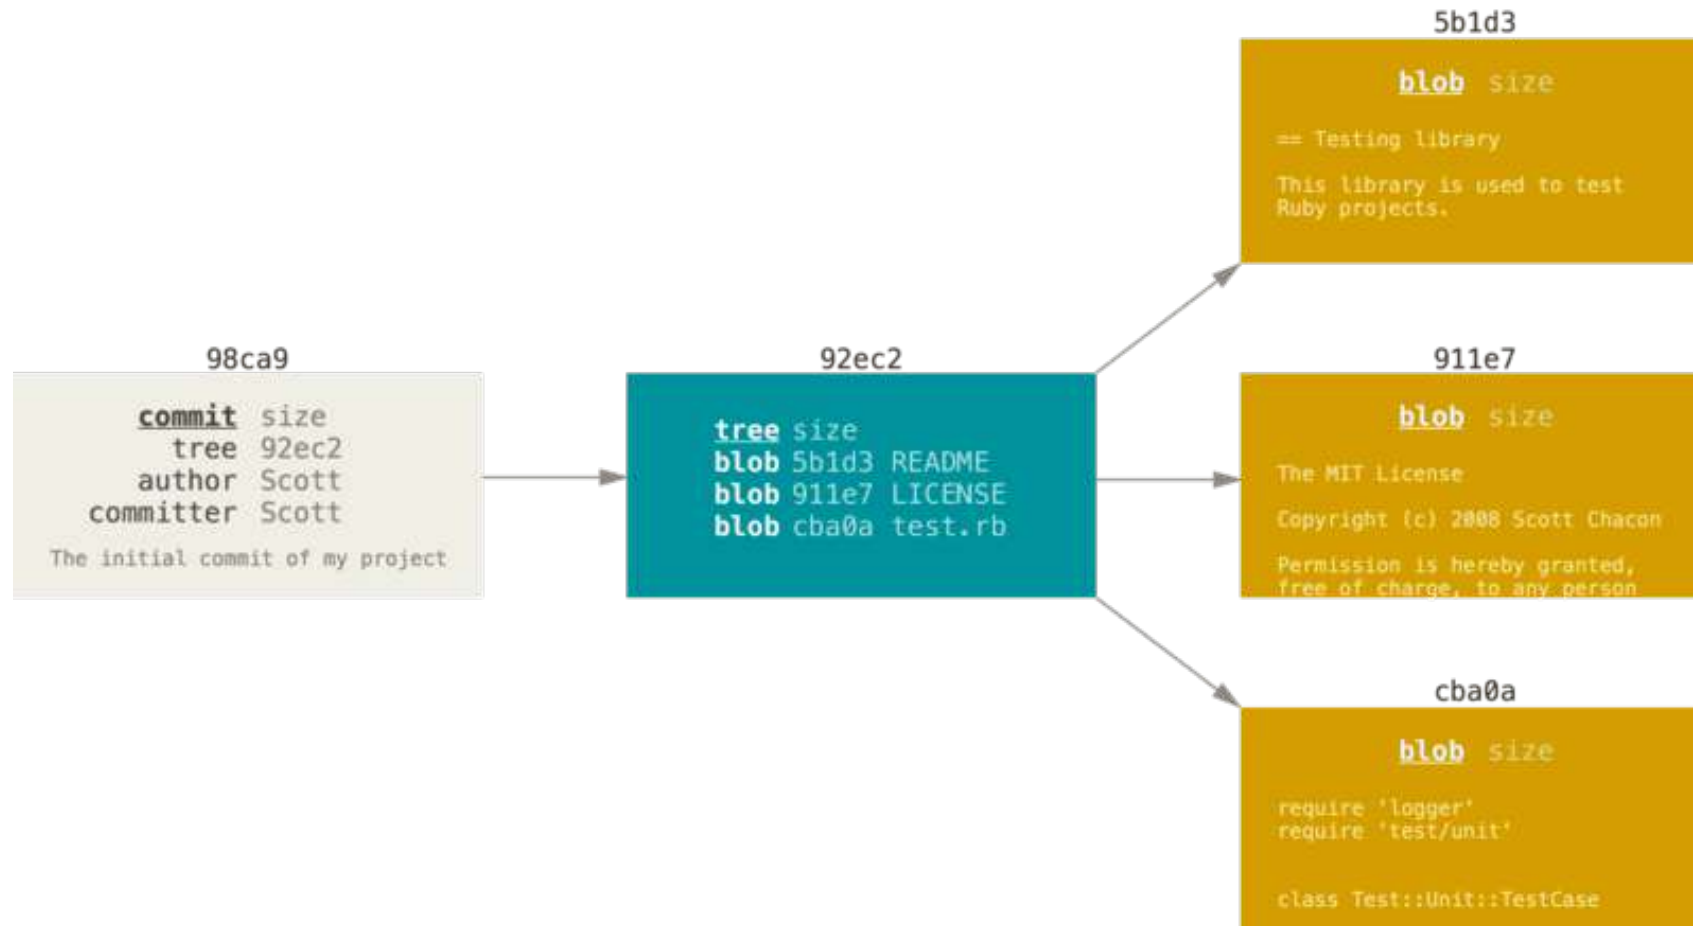 98ca9
commit size
tree 92ec2
author Scott
committer Scott
The initial commit of my project
92ec2
tree size
blob 5b1d3 README
blob 911e7 LICENSE
blob cba0a test.rb
5b1d3
blob size
== Testing library
This library is used to test
Ruby projects.
911e7
blob size
The MIT License
Copyright (c) 2008 Scott Chacon
Permission is hereby granted,
free of charge, to any person
cba0a
blob size
require 'logger'
require 'test/unit'
class Test::Unit::TestCase